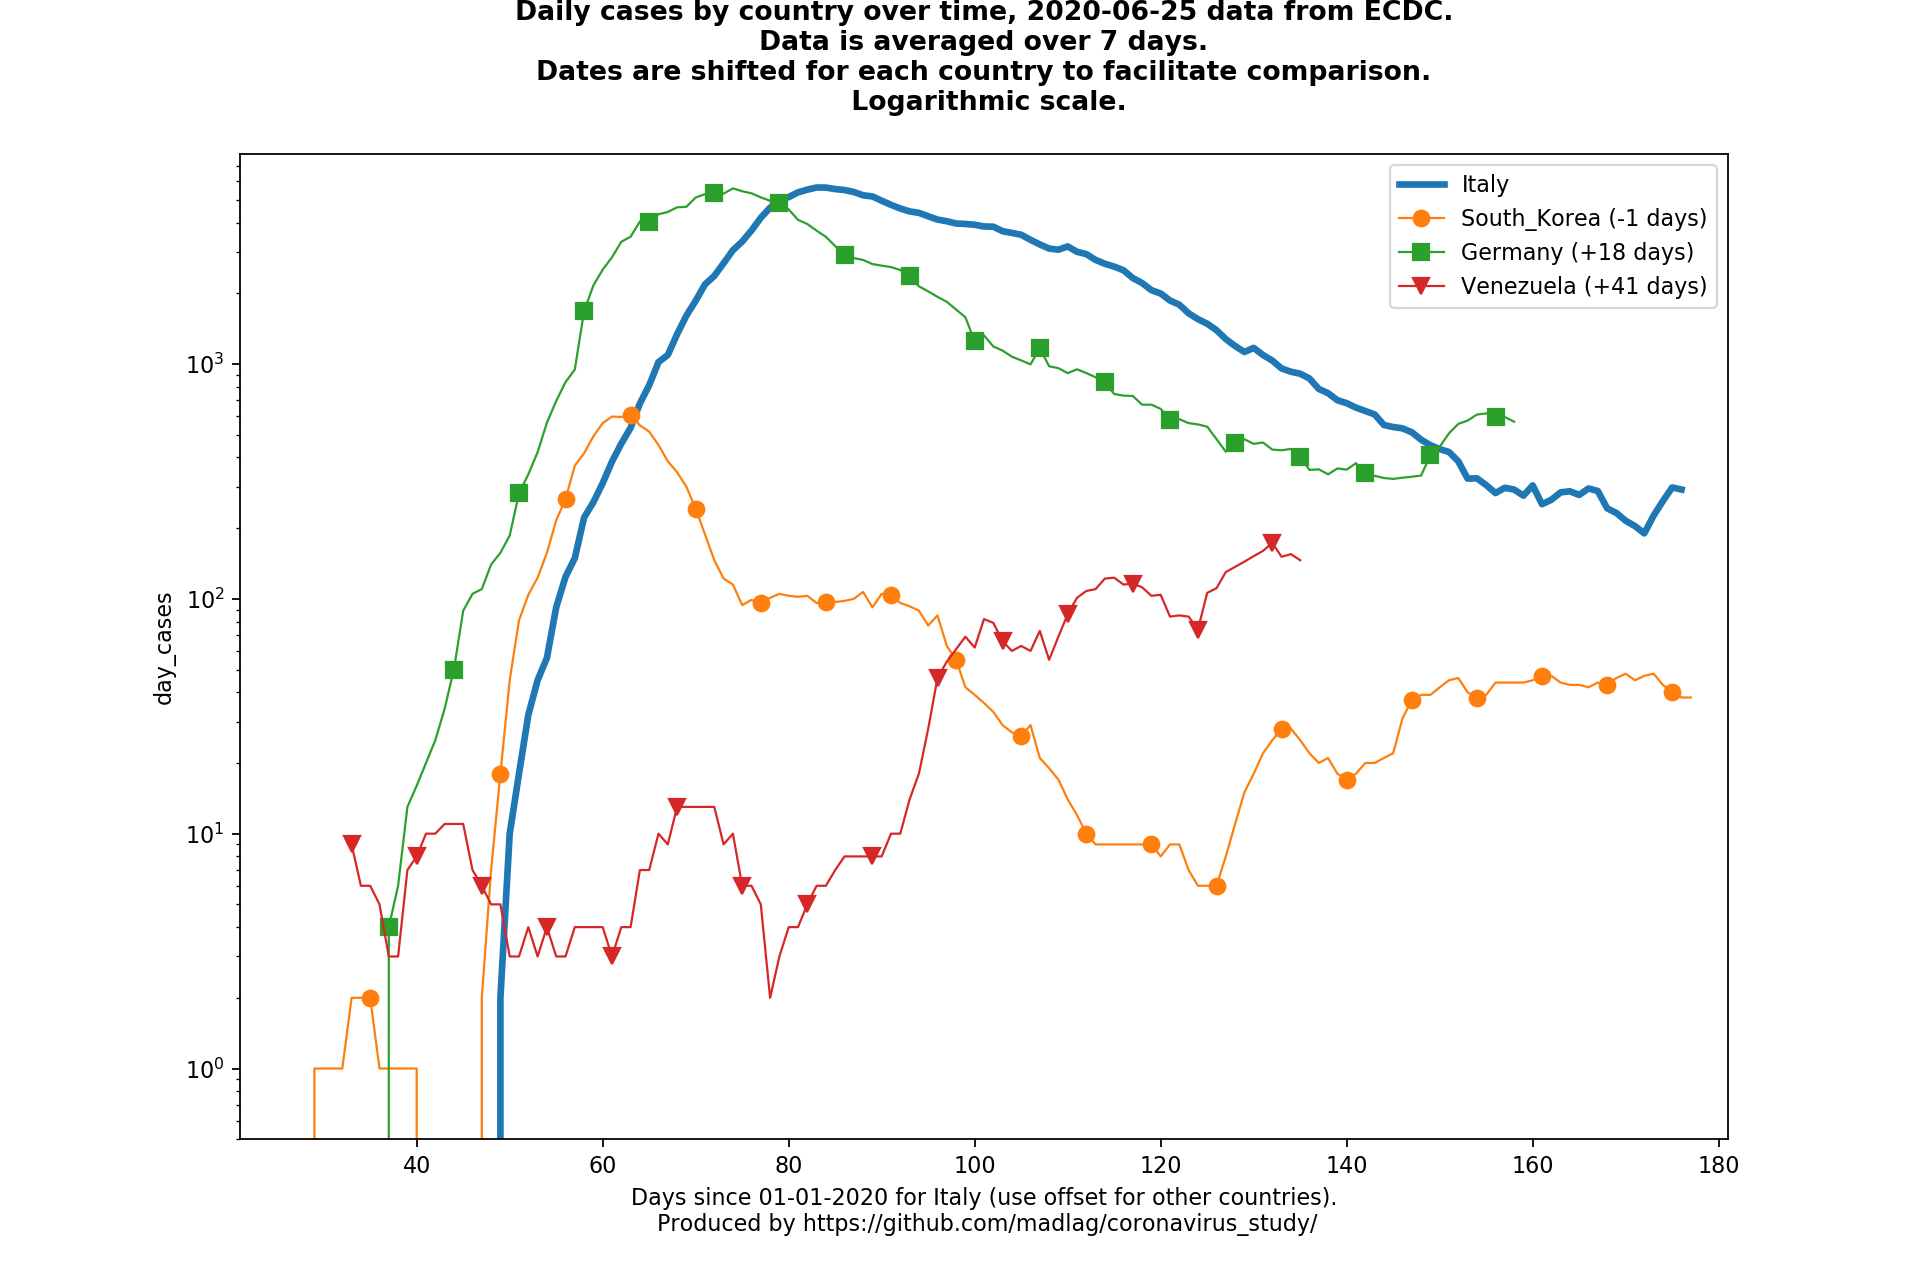 Daily cases by country over time, 2020-06-25 data from ECDC.
Data is averaged over 7 days.
Dates are shifted for each country to facilitate comparison.
Logarithmic scale.
Italy
South_Korea (-1 days)
Germany (+18 days)
Venezuela (+41 days)
day_cases
10³
10²
10¹
10⁰
40 60 80 100 120 140 160 180
Days since 01-01-2020 for Italy (use offset for other countries).
Produced by https://github.com/madlag/coronavirus_study/